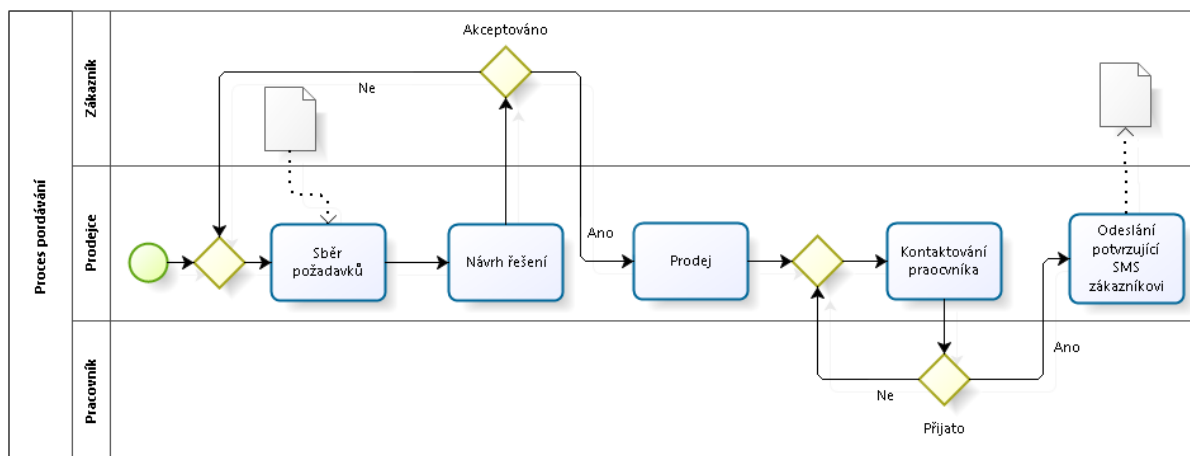 Proces pordávání
Zákazník
Akceptováno
Ne
Prodejce
Sběr
požadavků
Návrh řešení
Ano
Prodej
Kontaktování
praocvníka
Odeslání
potvrzující
SMS
zákazníkovi
Pracovník
Ne
Ano
Přijato